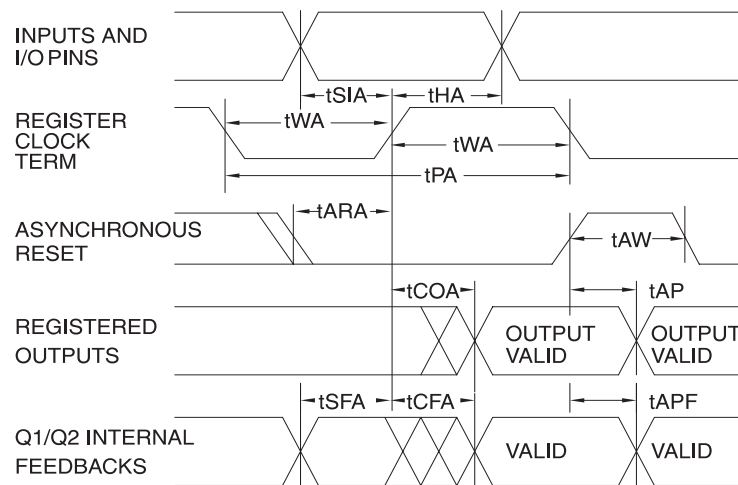 INPUTS AND
I/O PINS
tSIA
tHA
REGISTER
CLOCK
TERM
tWA
tWA
tPA
ASYNCHRONOUS
RESET
tARA
tAW
tCOA
tAP
REGISTERED
OUTPUTS
OUTPUT
VALID
OUTPUT
VALID
tSFA
tCFA
tAPF
Q1/Q2 INTERNAL
FEEDBACKS
VALID
VALID